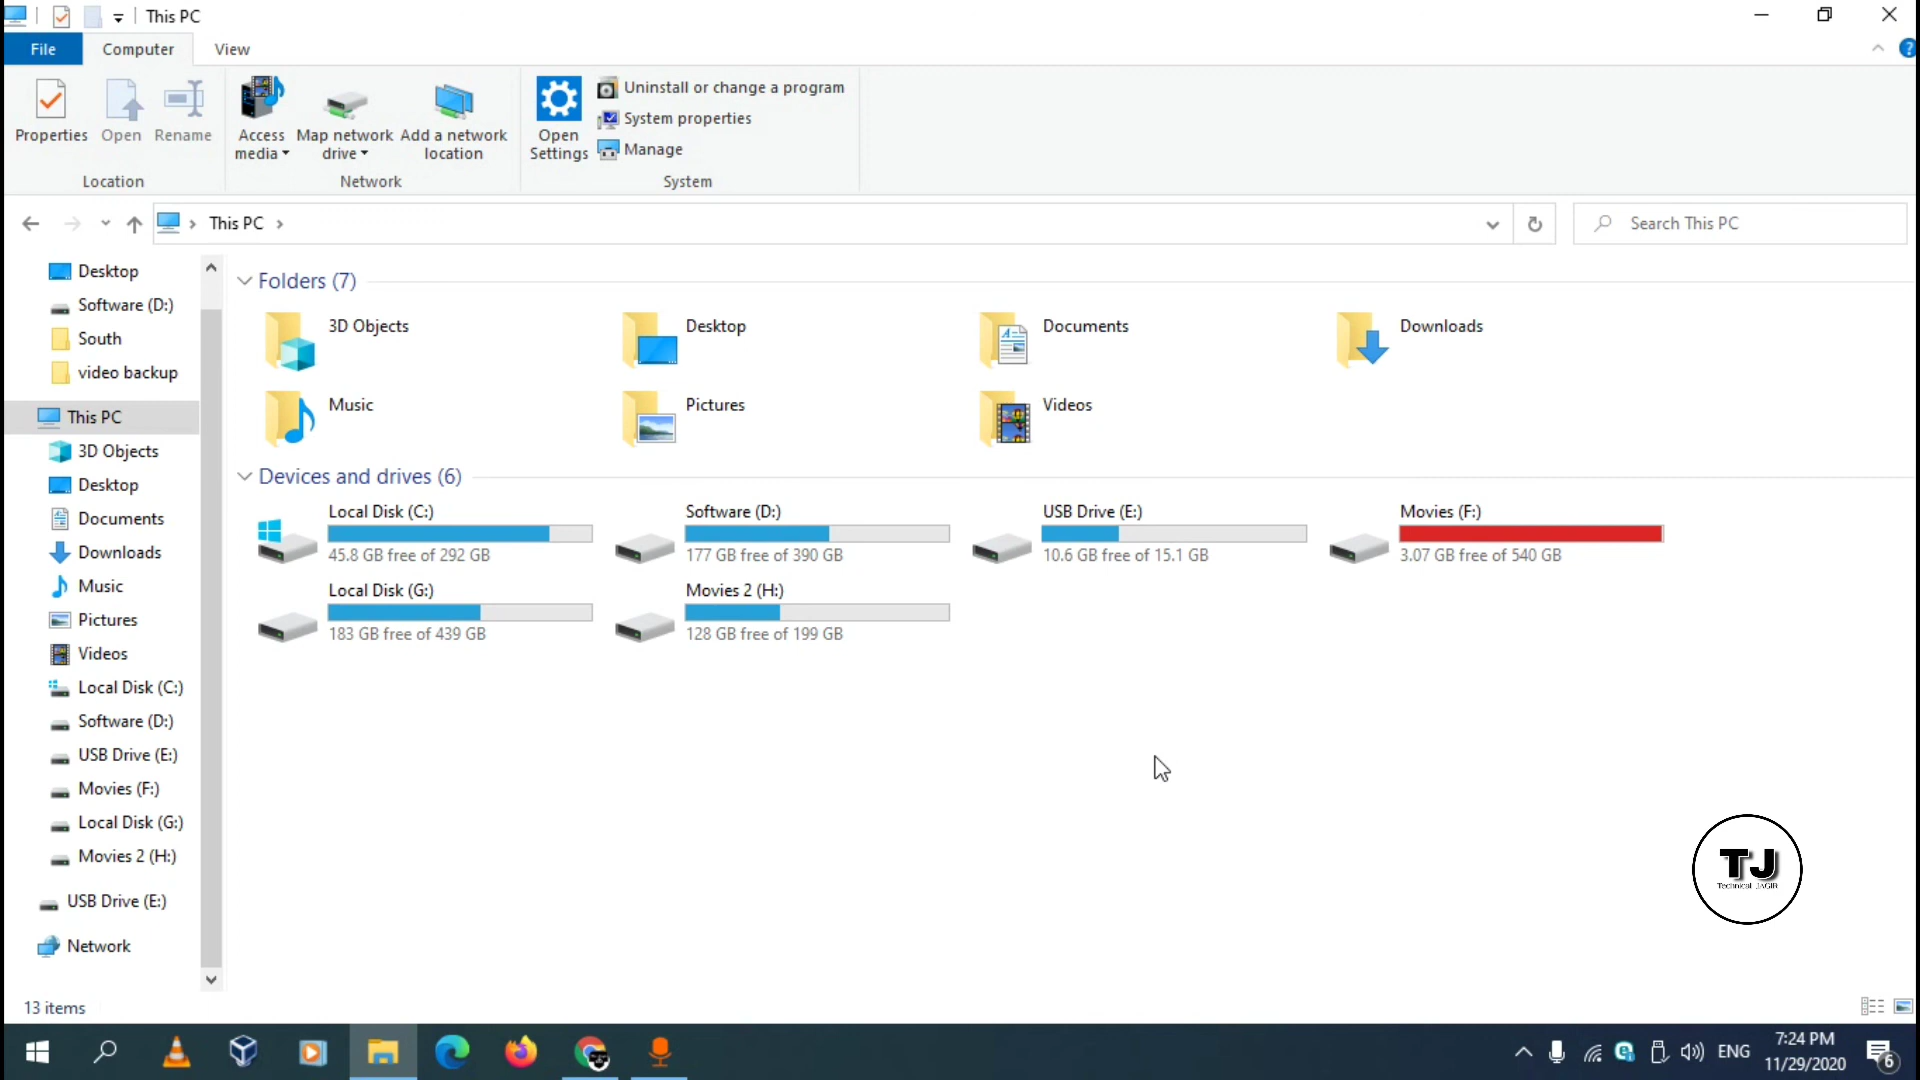 This PC
File
Computer
View
Properties
Open
Rename
Access
media
Map network
drive
Add a network
location
Open
Settings
Uninstall or change a program
System properties
Manage
Location
Network
System
This PC
Search This PC
Desktop
Software (D:)
South
video backup
This PC
3D Objects
Desktop
Documents
Downloads
Music
Pictures
Videos
Local Disk (C:)
Software (D:)
USB Drive (E:)
Movies (F:)
Local Disk (G:)
Movies 2 (H:)
USB Drive (E:)
Network
Folders (7)
3D Objects
Desktop
Documents
Downloads
Music
Pictures
Videos
Devices and drives (6)
Local Disk (C:)
45.8 GB free of 292 GB
Software (D:)
177 GB free of 390 GB
USB Drive (E:)
10.6 GB free of 15.1 GB
Movies (F:)
3.07 GB free of 540 GB
Local Disk (G:)
183 GB free of 439 GB
Movies 2 (H:)
128 GB free of 199 GB
TJ
Technical JAGIR
13 items
ENG
7:24 PM
11/29/2020
6